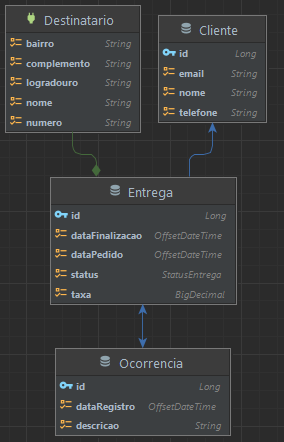 Destinatario
bairro String
complemento String
logradouro String
nome String
numero String
Cliente
id Long
email String
nome String
telefone String
Entrega
id Long
dataFinalizacao OffsetDateTime
dataPedido OffsetDateTime
status StatusEntrega
taxa BigDecimal
Ocorrencia
id Long
dataRegistro OffsetDateTime
descricao String